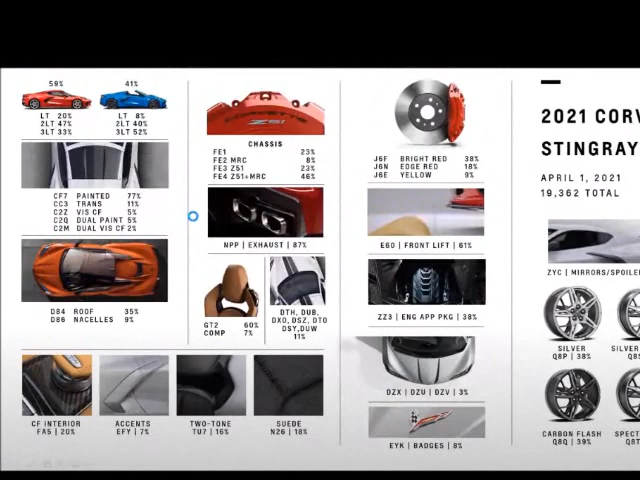 59%
41%
LT 20%
2LT 47%
3LT 33%
LT 8%
2LT 40%
3LT 52%
CF7 PAINTED 77%
CC3 TRANS 11%
C2Z VIS CF 5%
C2Q DUAL PAINT 5%
C2M DUAL VIS CF 2%
D84 ROOF 35%
D86 NACELLES 9%
CF INTERIOR
FA5 | 20%
ACCENTS
EFY | 7%
TWO-TONE
TU7 | 16%
SUEDE
N26 | 18%
CORVETTE
Z51
CHASSIS
FE1 23%
FE2 MRC 8%
FE3 Z51 23%
FE4 Z51+MRC 46%
NPP | EXHAUST | 87%
GT2 60%
COMP 7%
DTH, DUB,
DXO, DSZ, DTO
DSY,DUW
11%
J6F BRIGHT RED 38%
J6N EDGE RED 18%
J6E YELLOW 9%
E60 | FRONT LIFT | 61%
ZZ3 | ENG APP PKG | 38%
DZX | DZU | DZV | 3%
EYK | BADGES | 8%
2021 CORV
STINGRAY
APRIL 1, 2021
19,362 TOTAL
ZYC | MIRRORS/SPOILE
SILVER
Q8P | 38%
SILVER
CARBON FLASH
Q8Q | 39%
SPECT
Q8T